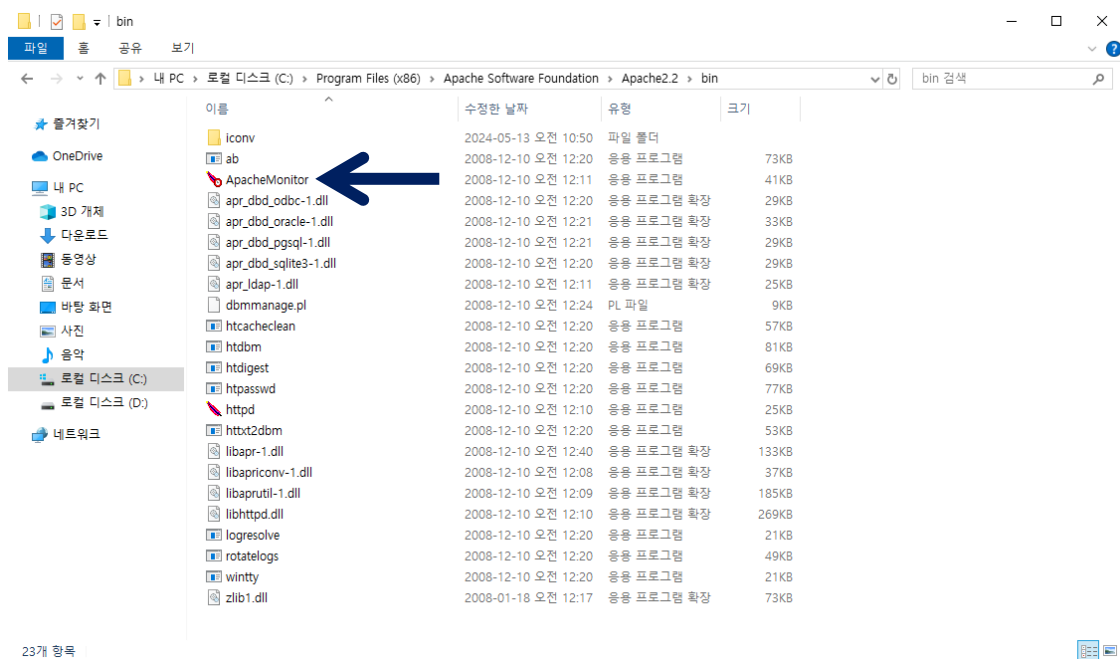 bin
파일 홈 공유 보기
내 PC 로컬 디스크 (C:) Program Files (x86) Apache Software Foundation Apache2.2 bin bin 검색
이름 수정한 날짜 유형 크기
즐겨찾기
OneDrive
내 PC
3D 개체
다운로드
동영상
문서
바탕 화면
사진
음악
로컬 디스크 (C:)
로컬 디스크 (D:)
네트워크
iconv 2024-05-13 오전 10:50 파일 폴더
ab 2008-12-10 오전 12:20 응용 프로그램 73KB
ApacheMonitor 2008-12-10 오전 12:11 응용 프로그램 41KB
apr_dbd_odbc-1.dll 2008-12-10 오전 12:20 응용 프로그램 확장 29KB
apr_dbd_oracle-1.dll 2008-12-10 오전 12:21 응용 프로그램 확장 33KB
apr_dbd_pgsql-1.dll 2008-12-10 오전 12:21 응용 프로그램 확장 29KB
apr_dbd_sqlite3-1.dll 2008-12-10 오전 12:20 응용 프로그램 확장 29KB
apr_ldap-1.dll 2008-12-10 오전 12:11 응용 프로그램 확장 25KB
dbmmanage.pl 2008-12-10 오전 12:24 PL 파일 9KB
htcacheclean 2008-12-10 오전 12:20 응용 프로그램 57KB
htdbm 2008-12-10 오전 12:20 응용 프로그램 81KB
htdigest 2008-12-10 오전 12:20 응용 프로그램 69KB
htpasswd 2008-12-10 오전 12:20 응용 프로그램 77KB
httpd 2008-12-10 오전 12:10 응용 프로그램 25KB
httxt2dbm 2008-12-10 오전 12:20 응용 프로그램 53KB
libapr-1.dll 2008-12-10 오전 12:40 응용 프로그램 확장 133KB
libapriconv-1.dll 2008-12-10 오전 12:08 응용 프로그램 확장 37KB
libaprutil-1.dll 2008-12-10 오전 12:09 응용 프로그램 확장 185KB
libhttpd.dll 2008-12-10 오전 12:10 응용 프로그램 확장 269KB
logresolve 2008-12-10 오전 12:20 응용 프로그램 21KB
rotatelogs 2008-12-10 오전 12:20 응용 프로그램 49KB
wintty 2008-12-10 오전 12:20 응용 프로그램 21KB
zlib1.dll 2008-01-18 오전 12:17 응용 프로그램 확장 73KB
23개 항목